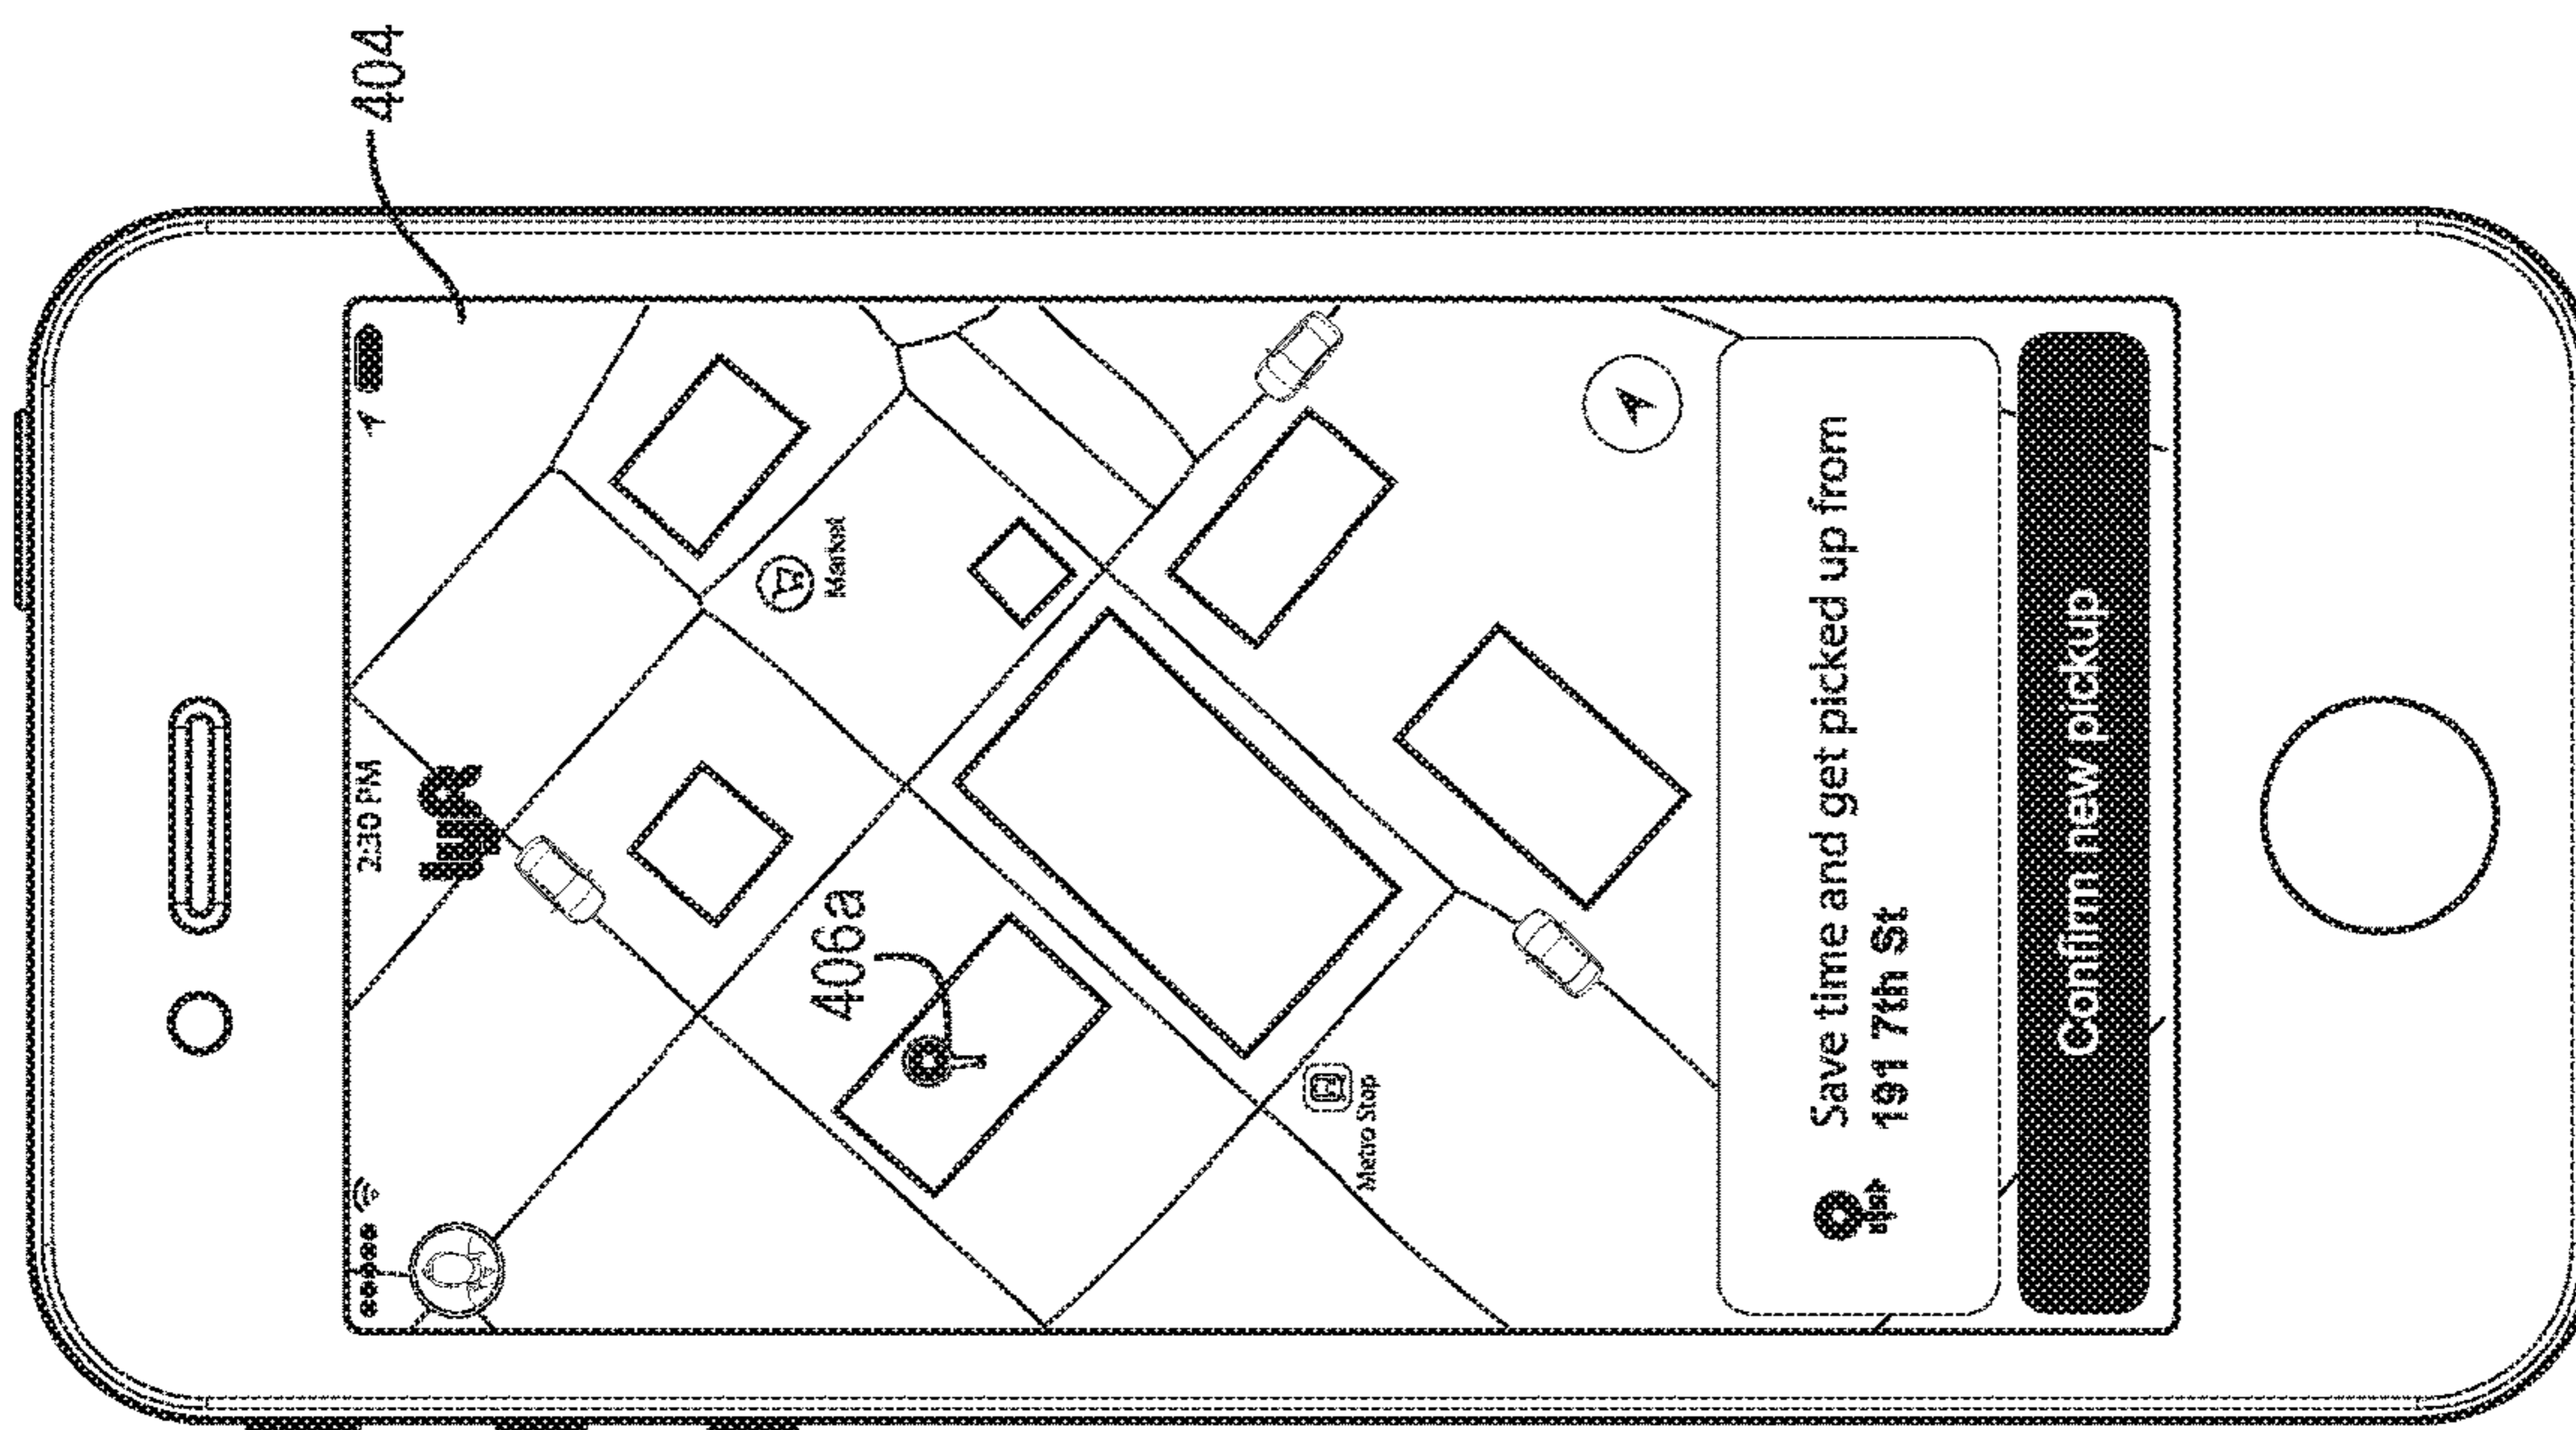 404
2:30 PM
lyft
Market
406a
Metro Stop
Save time and get picked up from
191 7th St
Confirm new pickup